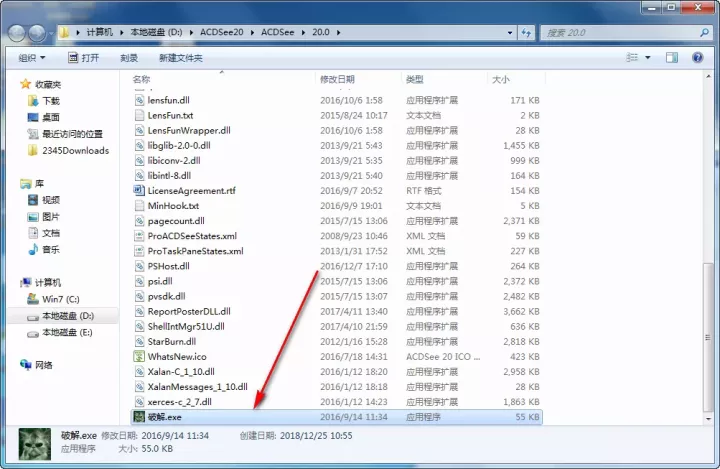 计算机 ▸ 本地磁盘 (D:) ▸ ACDSee20 ▸ ACDSee ▸ 20.0 ▸ 搜索 20.0
组织 打开 刻录 新建文件夹
名称 修改日期 类型 大小
收藏夹
下载
桌面
最近访问的位置
2345Downloads
库
视频
图片
文档
音乐
计算机
Win7 (C:)
本地磁盘 (D:)
本地磁盘 (E:)
网络
lensfun.dll 2016/10/6 1:58 应用程序扩展 171 KB
LensFun.txt 2015/8/24 10:17 文本文档 2 KB
LensFunWrapper.dll 2016/10/6 1:58 应用程序扩展 28 KB
libglib-2.0-0.dll 2013/9/21 5:43 应用程序扩展 1,455 KB
libiconv-2.dll 2013/9/21 5:35 应用程序扩展 999 KB
libintl-8.dll 2013/9/21 5:40 应用程序扩展 164 KB
LicenseAgreement.rtf 2016/9/7 20:52 RTF 格式 154 KB
MinHook.txt 2016/9/9 19:01 文本文档 5 KB
pagecount.dll 2015/7/15 13:06 应用程序扩展 2,371 KB
ProACDSeeStates.xml 2008/9/23 10:46 XML 文档 59 KB
ProTaskPaneStates.xml 2013/1/31 17:52 XML 文档 227 KB
PSHost.dll 2016/12/7 17:10 应用程序扩展 264 KB
psi.dll 2015/7/15 13:06 应用程序扩展 2,372 KB
pvsdk.dll 2015/7/15 13:07 应用程序扩展 2,482 KB
ReportPosterDLL.dll 2017/4/11 13:40 应用程序扩展 3,672 KB
ShellIntMgr51U.dll 2017/4/10 21:59 应用程序扩展 636 KB
StarBurn.dll 2012/1/16 15:28 应用程序扩展 2,818 KB
WhatsNew.ico 2016/7/18 14:31 ACDSee 20 ICO ... 423 KB
Xalan-C_1_10.dll 2016/1/12 18:20 应用程序扩展 2,958 KB
XalanMessages_1_10.dll 2016/1/12 18:18 应用程序扩展 28 KB
xerces-c_2_7.dll 2016/1/12 14:23 应用程序扩展 1,863 KB
破解.exe 2016/9/14 11:34 应用程序 55 KB
破解.exe 修改日期: 2016/9/14 11:34 创建日期: 2018/12/25 10:55
应用程序 大小: 55.0 KB